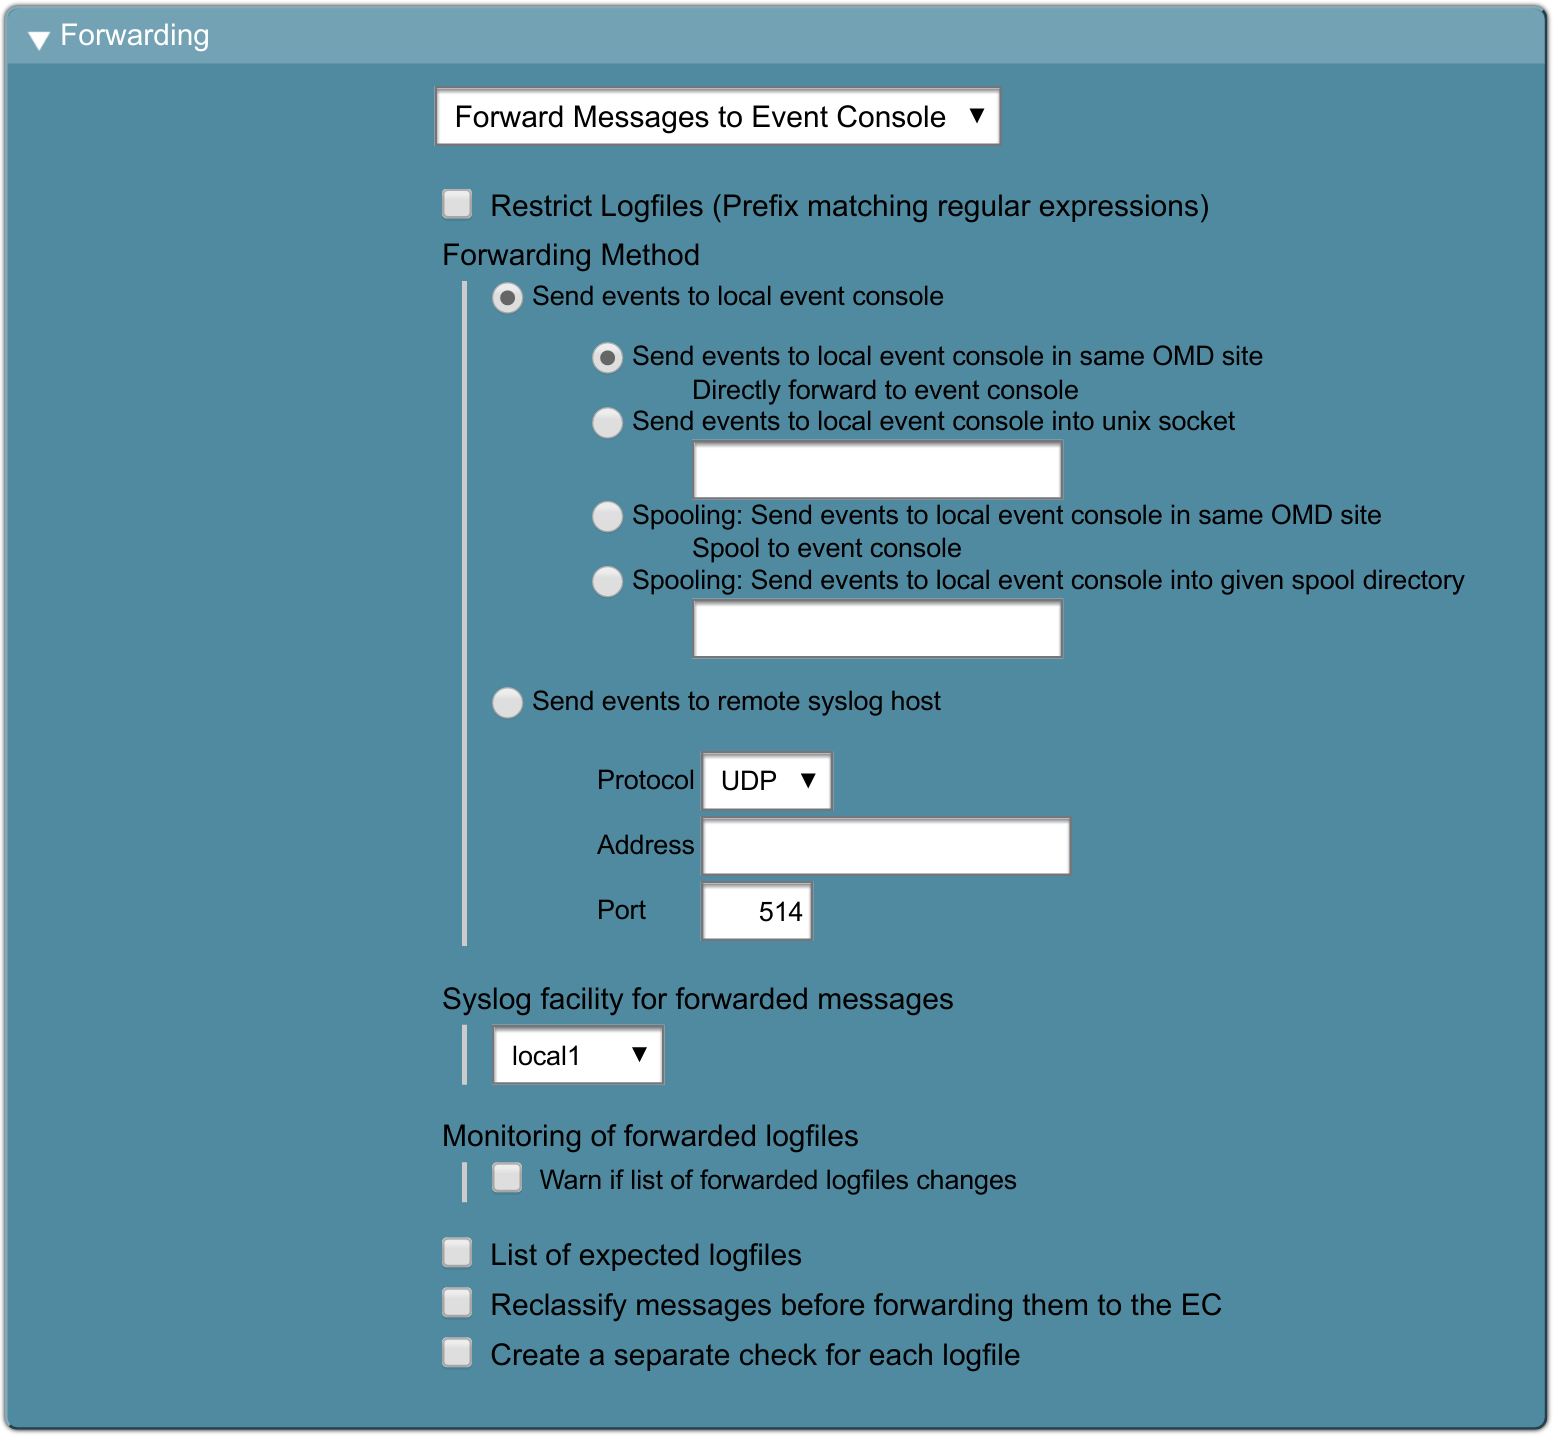 Forwarding
Forward Messages to Event Console
Restrict Logfiles (Prefix matching regular expressions)
Forwarding Method
Send events to local event console
Send events to local event console in same OMD site
Directly forward to event console
Send events to local event console into unix socket
Spooling: Send events to local event console in same OMD site
Spool to event console
Spooling: Send events to local event console into given spool directory
Send events to remote syslog host
Protocol UDP
Address
Port 514
Syslog facility for forwarded messages
local1
Monitoring of forwarded logfiles
Warn if list of forwarded logfiles changes
List of expected logfiles
Reclassify messages before forwarding them to the EC
Create a separate check for each logfile